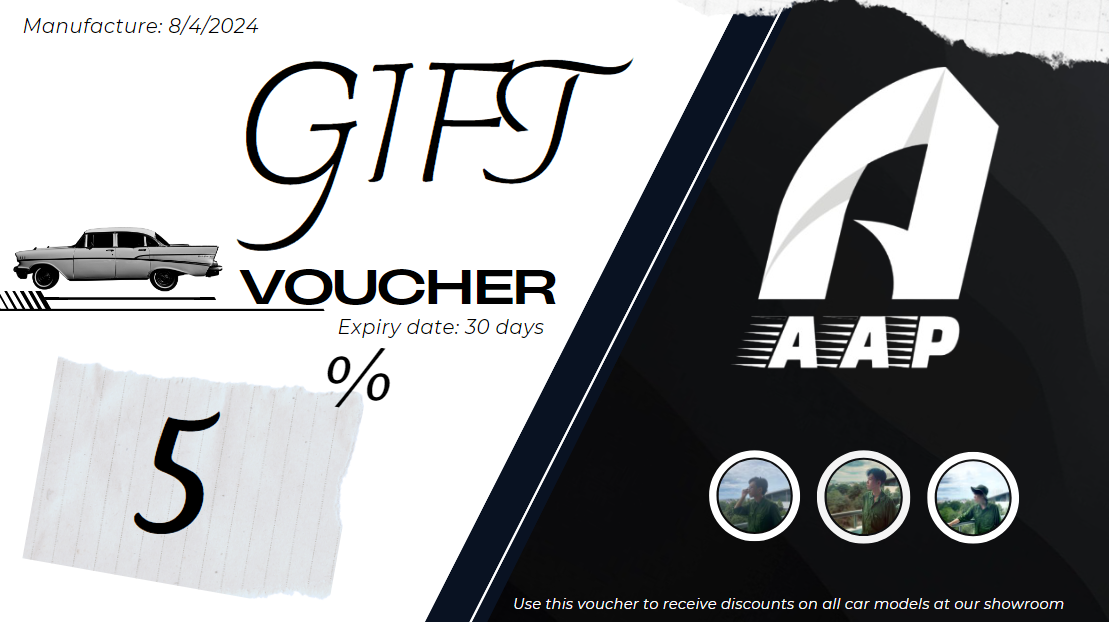 Manufacture: 8/4/2024
GIFT
VOUCHER
Expiry date: 30 days
%
5
AAP
Use this voucher to receive discounts on all car models at our showroom